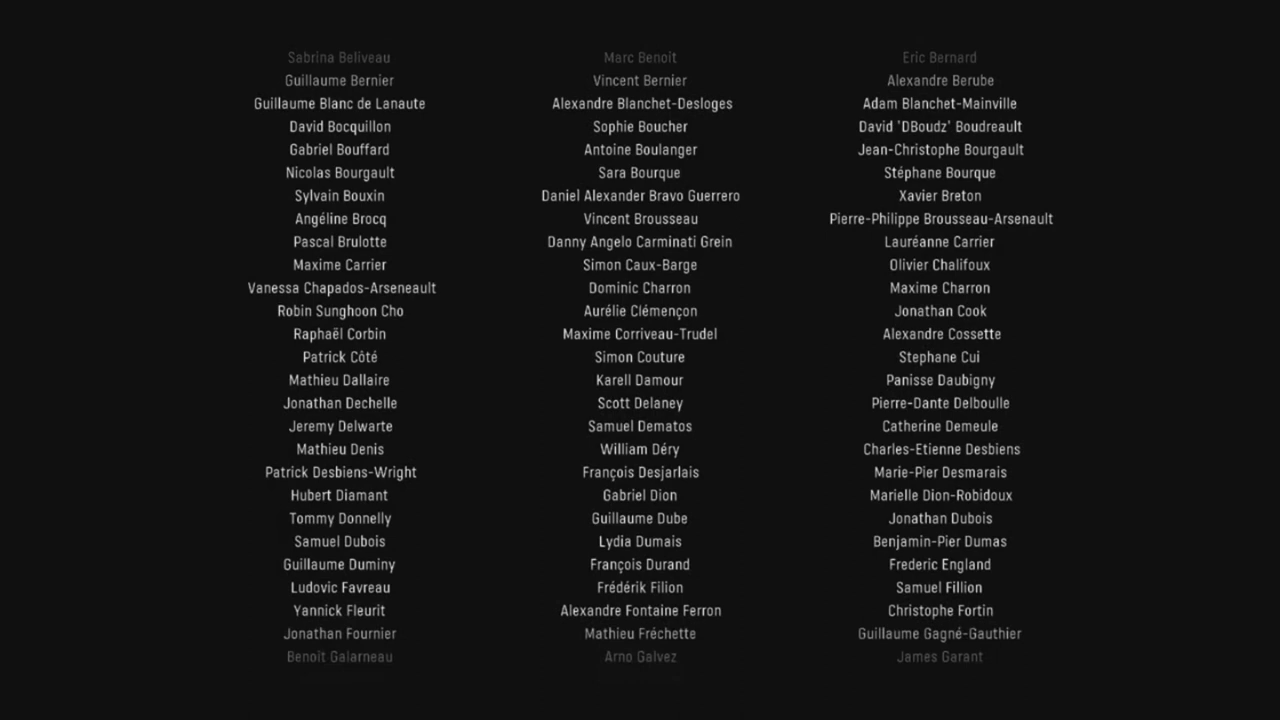 Sabrina Beliveau Marc Benoit Eric Bernard
Guillaume Bernier Vincent Bernier Alexandre Berube
Guillaume Blanc de Lanaute Alexandre Blanchet-Desloges Adam Blanchet-Mainville
David Bocquillon Sophie Boucher David 'DBoudz' Boudreault
Gabriel Bouffard Antoine Boulanger Jean-Christophe Bourgault
Nicolas Bourgault Sara Bourque Stéphane Bourque
Sylvain Bouxin Daniel Alexander Bravo Guerrero Xavier Breton
Angéline Brocq Vincent Brousseau Pierre-Philippe Brousseau-Arsenault
Pascal Brulotte Danny Angelo Carminati Grein Lauréanne Carrier
Maxime Carrier Simon Caux-Barge Olivier Chalifoux
Vanessa Chapados-Arseneault Dominic Charron Maxime Charron
Robin Sunghoon Cho Aurélie Clémençon Jonathan Cook
Raphaël Corbin Maxime Corriveau-Trudel Alexandre Cossette
Patrick Côté Simon Couture Stephane Cui
Mathieu Dallaire Karell Damour Panisse Daubigny
Jonathan Dechelle Scott Delaney Pierre-Dante Delboulle
Jeremy Delwarte Samuel Dematos Catherine Demeule
Mathieu Denis William Déry Charles-Etienne Desbiens
Patrick Desbiens-Wright François Desjarlais Marie-Pier Desmarais
Hubert Diamant Gabriel Dion Marielle Dion-Robidoux
Tommy Donnelly Guillaume Dube Jonathan Dubois
Samuel Dubois Lydia Dumais Benjamin-Pier Dumas
Guillaume Duminy François Durand Frederic England
Ludovic Favreau Frédérik Filion Samuel Fillion
Yannick Fleurit Alexandre Fontaine Ferron Christophe Fortin
Jonathan Fournier Mathieu Fréchette Guillaume Gagné-Gauthier
Benoît Galarneau Arno Galvez James Garant